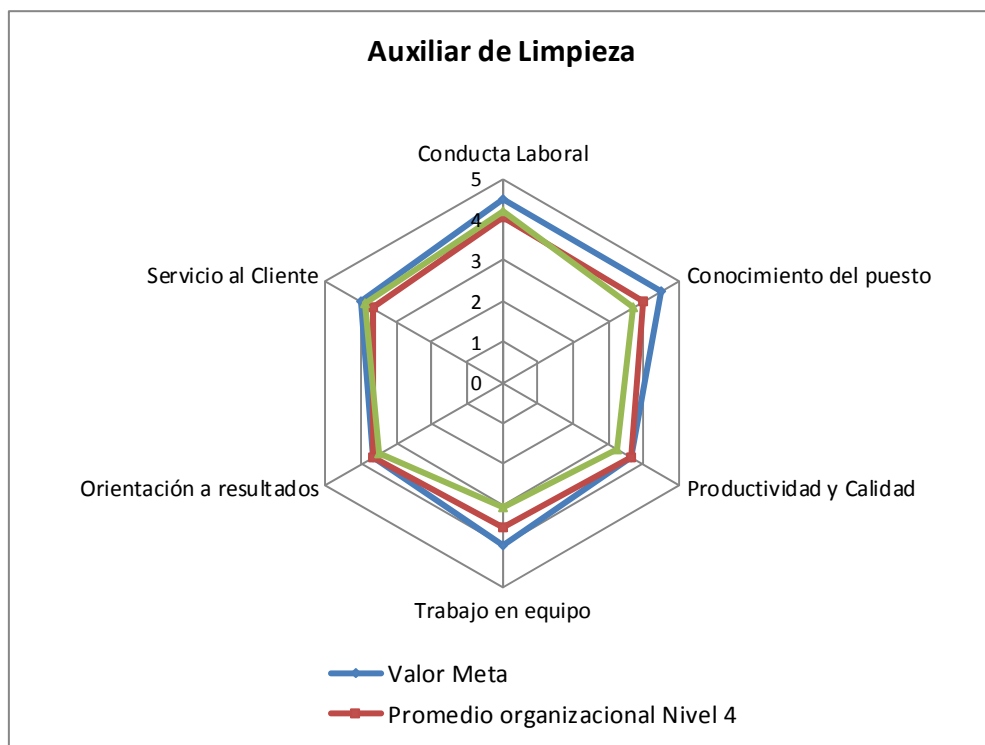 Auxiliar de Limpieza
Conducta Laboral
5
4
3
2
1
0
Servicio al Cliente
Conocimiento del puesto
Orientación a resultados
Productividad y Calidad
Trabajo en equipo
Valor Meta
Promedio organizacional Nivel 4